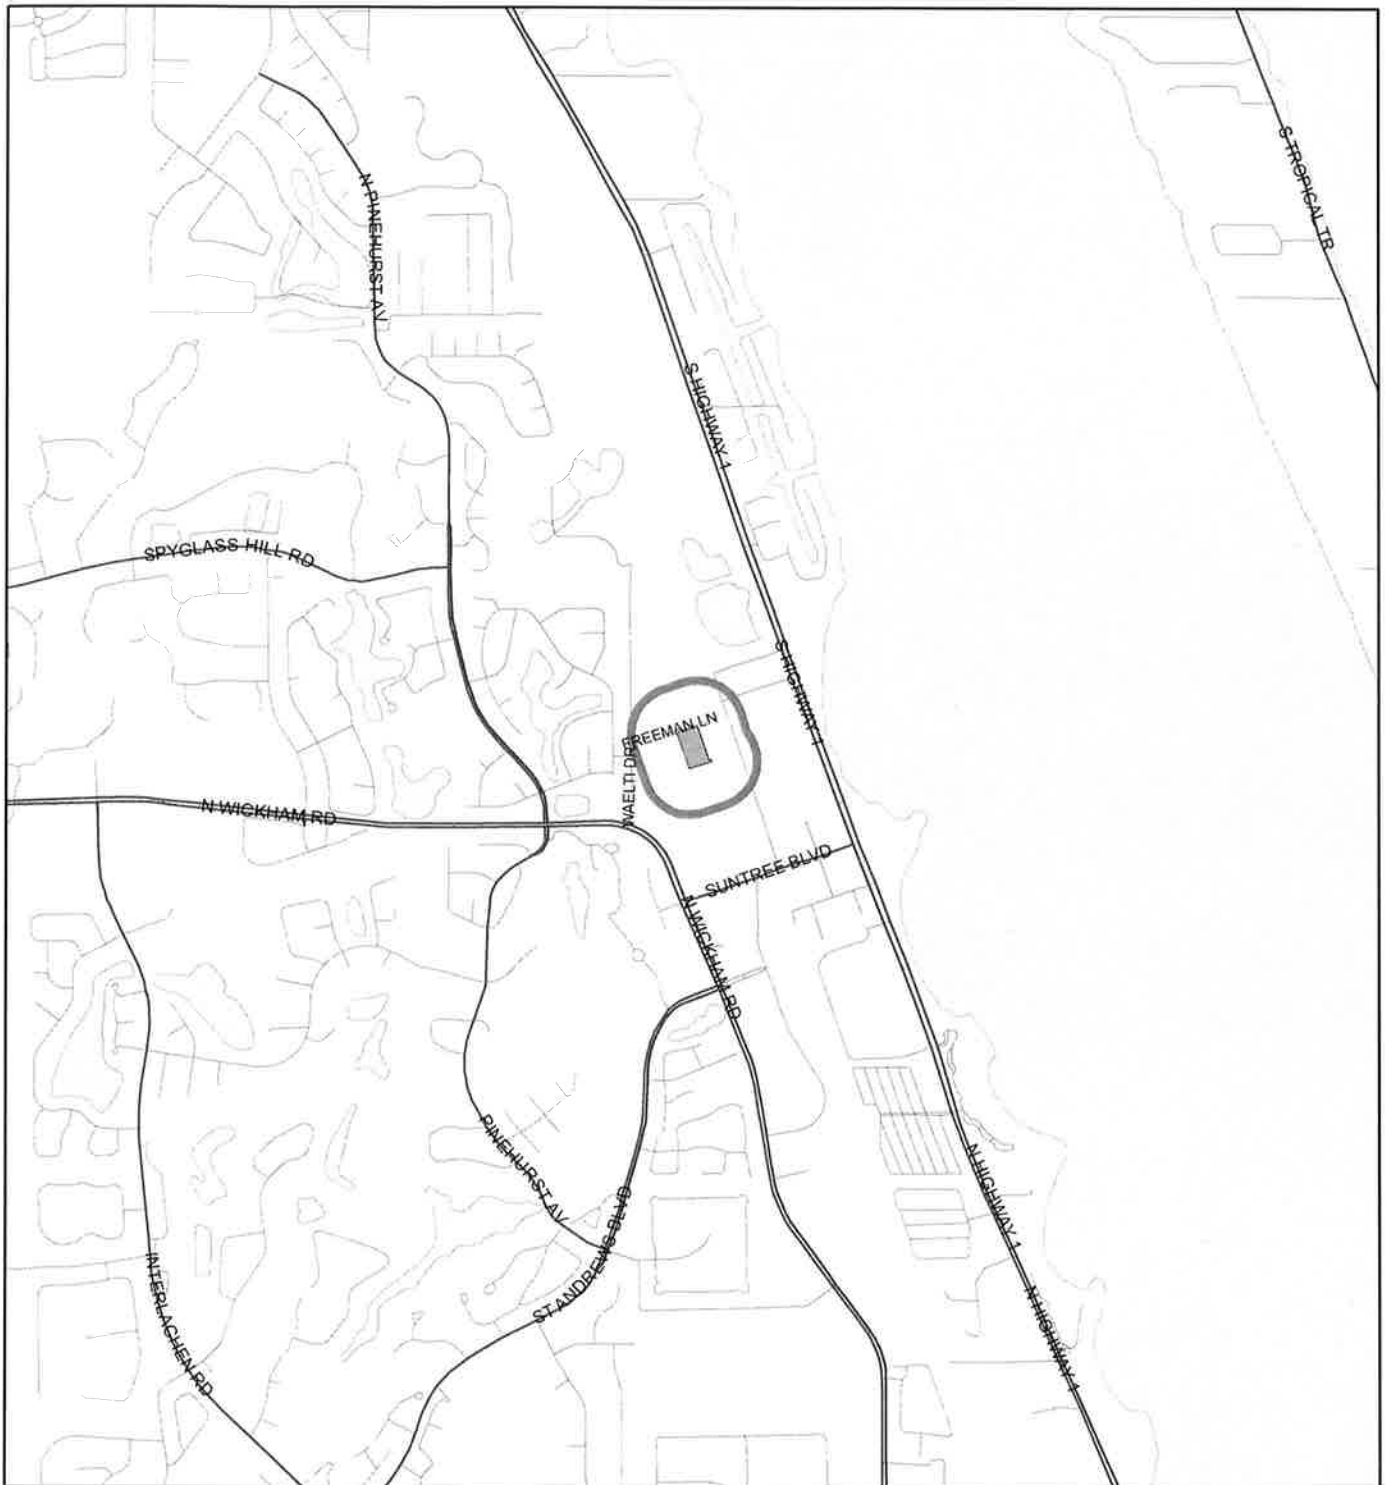 S TROPICAL TR
N PINEHURST AV
S HIGHWAY 1
SPYGLASS HILL RD
S HIGHWAY 1
FREEMAN LN
WAELTI DR
N WICKHAM RD
SUNTREE BLVD
N WICKHAM RD
PINEHURST AV
N HIGHWAY 1
ST ANDREWS BLVD
INTERLACHEN RD
N HIGHWAY 1